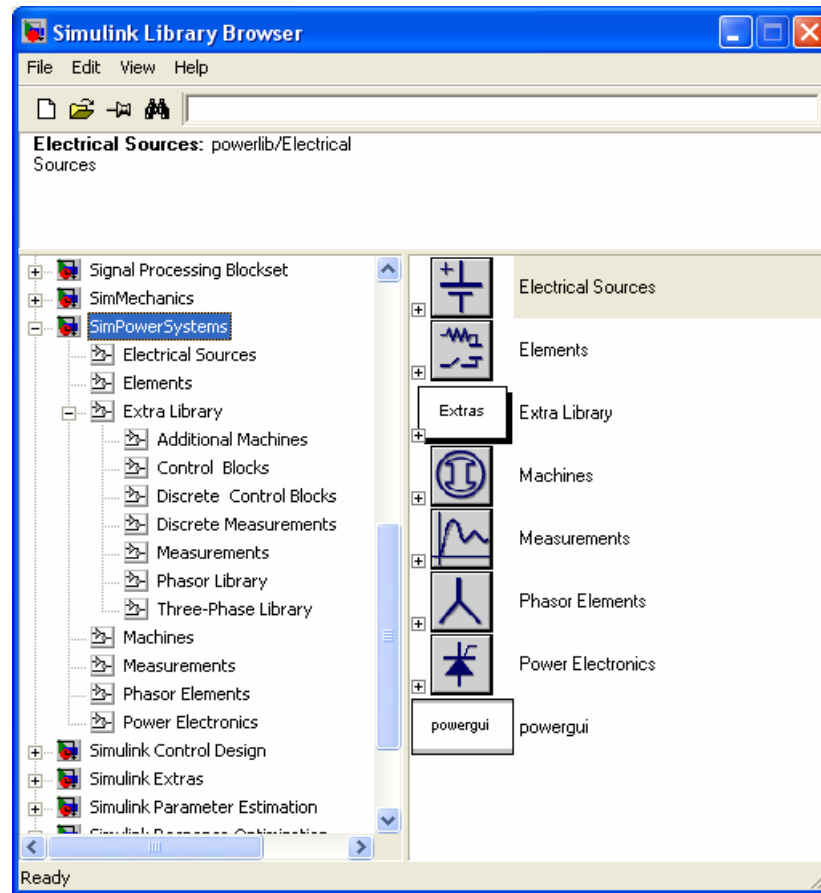 Simulink Library Browser
File Edit View Help
Electrical Sources: powerlib/Electrical
Sources
Signal Processing Blockset
SimMechanics
SimPowerSystems
Electrical Sources
Elements
Extra Library
Additional Machines
Control Blocks
Discrete Control Blocks
Discrete Measurements
Measurements
Phasor Library
Three-Phase Library
Machines
Measurements
Phasor Elements
Power Electronics
Simulink Control Design
Simulink Extras
Simulink Parameter Estimation
Simulink Response Optimization
Electrical Sources
Elements
Extras Extra Library
Machines
Measurements
Phasor Elements
Power Electronics
powergui powergui
Ready